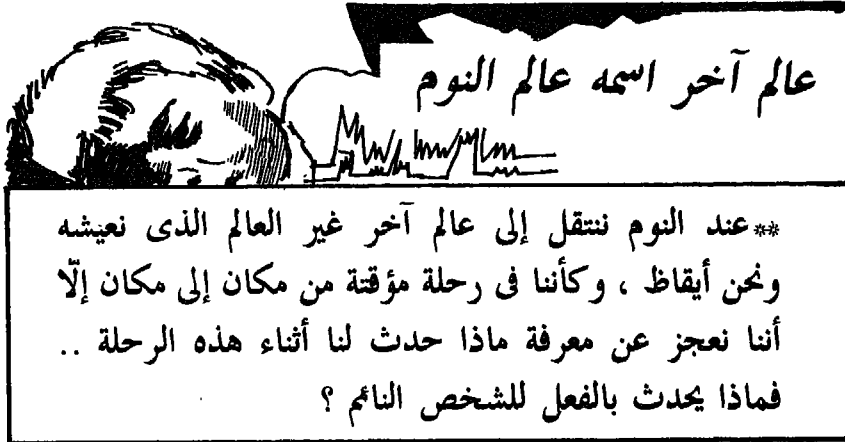 عالم آخر اسمه عالم النوم
**عند النوم ننتقل إلى عالم آخر غير العالم الذى نعيشه
ونحن أيقاظ ، وكأننا فى رحلة مؤقتة من مكان إلى مكان إلّا
أننا نعجز عن معرفة ماذا حدث لنا أثناء هذه الرحلة ..
فماذا يحدث بالفعل للشخص النائم ؟